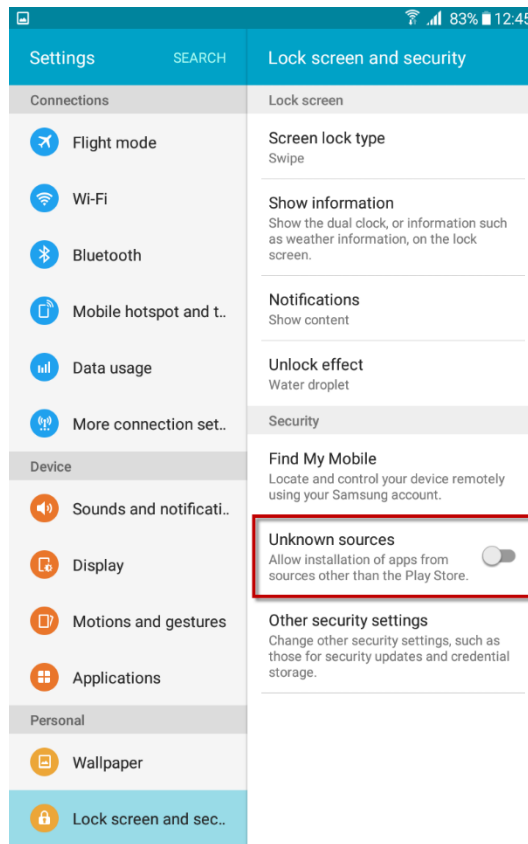 83% 12:45
Settings
SEARCH
Connections
Flight mode
Wi-Fi
Bluetooth
Mobile hotspot and t..
Data usage
More connection set..
Device
Sounds and notificati..
Display
Motions and gestures
Applications
Personal
Wallpaper
Lock screen and sec..
Lock screen and security
Lock screen
Screen lock type
Swipe
Show information
Show the dual clock, or information such
as weather information, on the lock
screen.
Notifications
Show content
Unlock effect
Water droplet
Security
Find My Mobile
Locate and control your device remotely
using your Samsung account.
Unknown sources
Allow installation of apps from
sources other than the Play Store.
Other security settings
Change other security settings, such as
those for security updates and credential
storage.